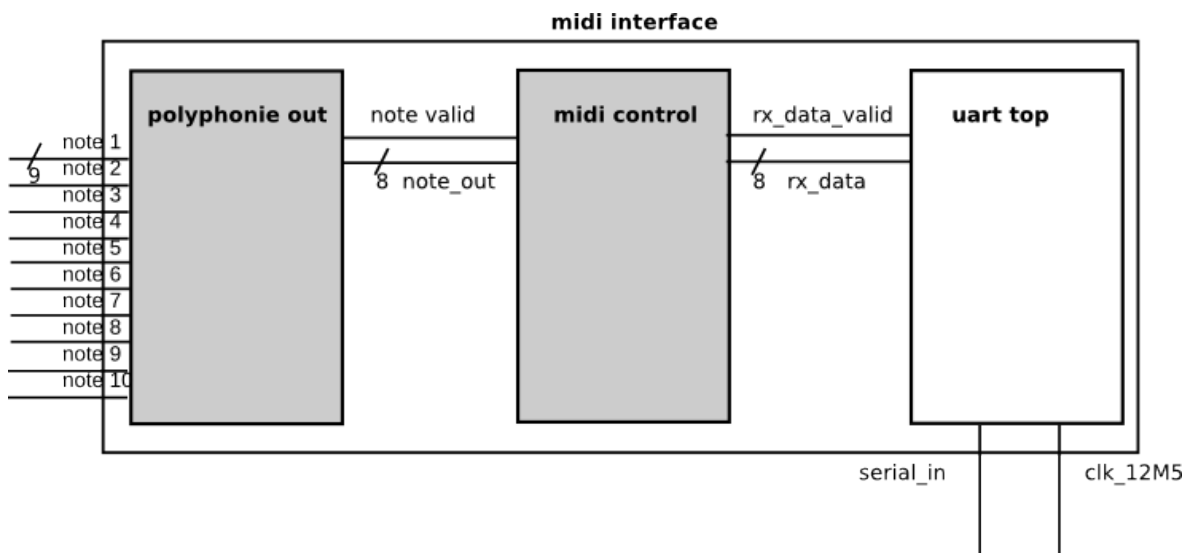 midi interface
polyphonie out
note valid
midi control
rx_data_valid
uart top
note 1
note 2
9
note 3
note 4
note 5
note 6
note 7
note 8
note 9
note 10
8 note_out
8 rx_data
serial_in
clk_12M5